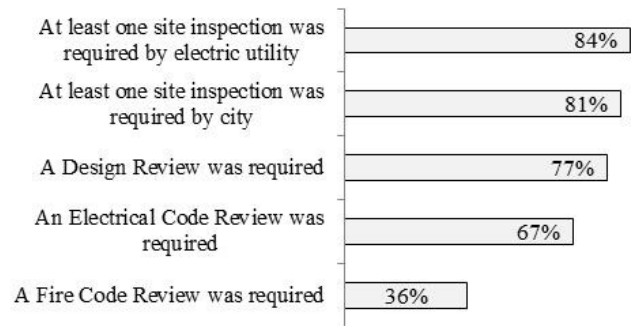 At least one site inspection was
required by electric utility
84%
At least one site inspection was
required by city
81%
A Design Review was required
77%
An Electrical Code Review was
required
67%
A Fire Code Review was required
36%